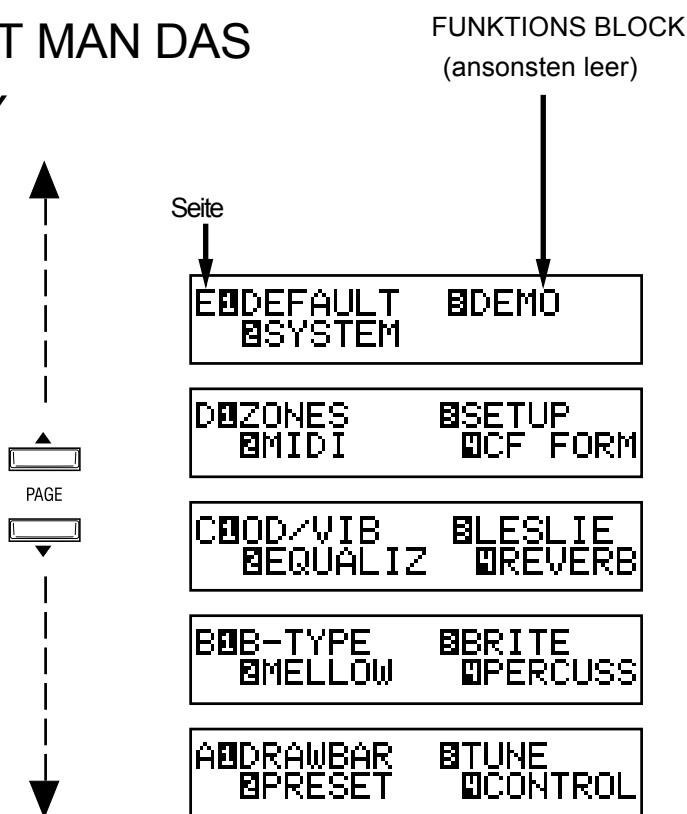 T MAN DAS
FUNKTIONS BLOCK
(ansonsten leer)
Seite
E1DEFAULT 3DEMO
2SYSTEM
D1ZONES 3SETUP
2MIDI 4CF FORM
PAGE
C1OD/VIB 3LESLIE
2EQUALIZ 4REVERB
B1B-TYPE 3BRITE
2MELLOW 4PERCUSS
A1DRAWBAR 3TUNE
2PRESET 4CONTROL